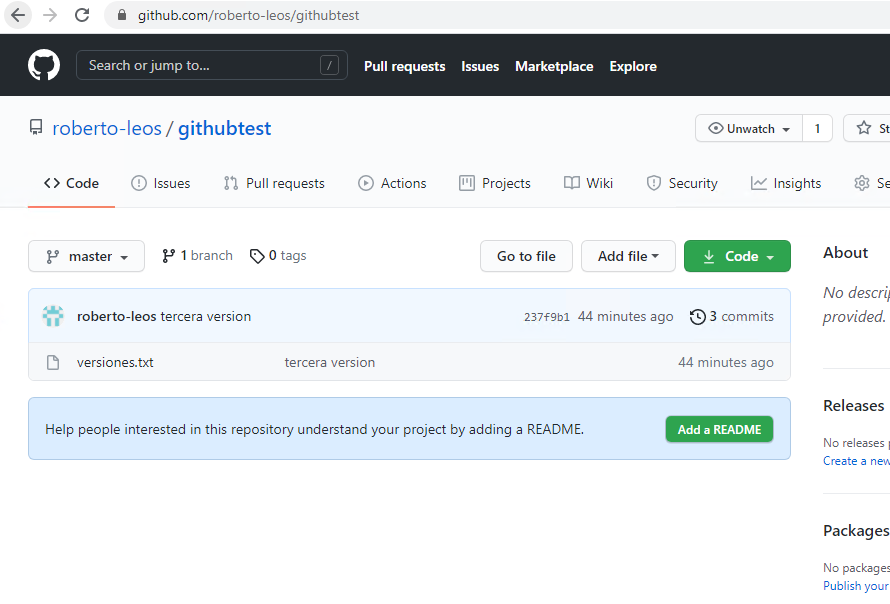 github.com/roberto-leos/githubtest
Search or jump to... / Pull requests Issues Marketplace Explore
roberto-leos / githubtest Unwatch 1 St
Code Issues Pull requests Actions Projects Wiki Security Insights Se
master 1 branch 0 tags Go to file Add file Code
About
No descrip
provided.
roberto-leos tercera version 237f9b1 44 minutes ago 3 commits
versiones.txt tercera version 44 minutes ago
Help people interested in this repository understand your project by adding a README. Add a README
Releases
No releases p
Create a new
Packages
No packages
Publish your